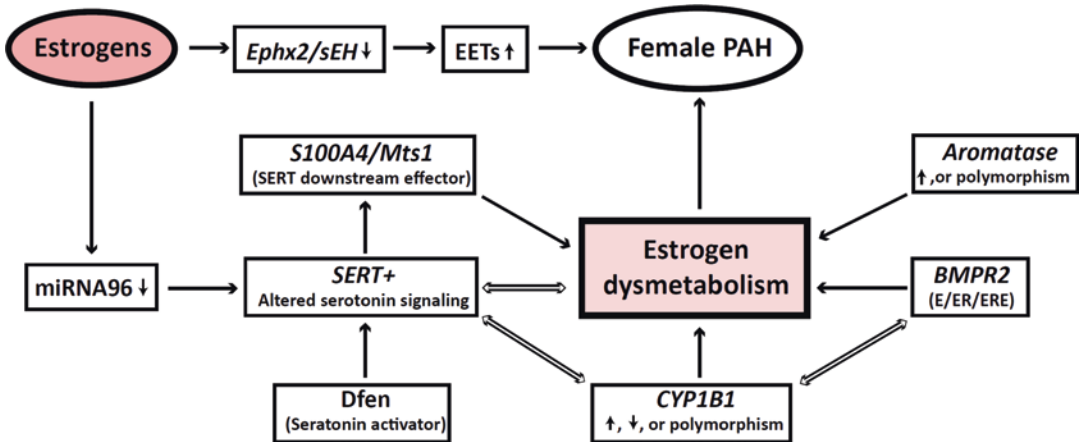 Estrogens
Ephx2/sEH ↓
EETs ↑
Female PAH
S100A4/Mts1
(SERT downstream effector)
Aromatase
↑,or polymorphism
Estrogen
dysmetabolism
miRNA96 ↓
SERT+
Altered serotonin signaling
BMPR2
(E/ER/ERE)
Dfen
(Seratonin activator)
CYP1B1
↑, ↓, or polymorphism